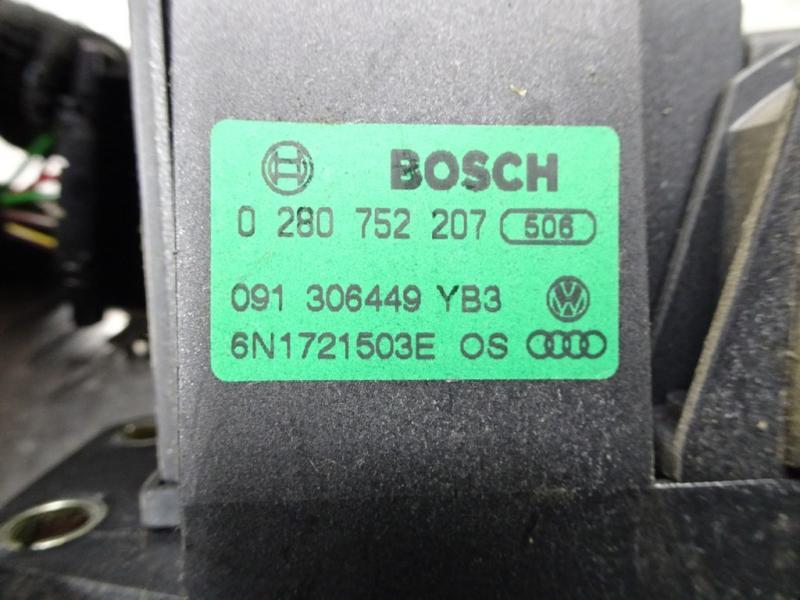 BOSCH
0 280 752 207 506
091 306449 YB3
6N1721503E OS